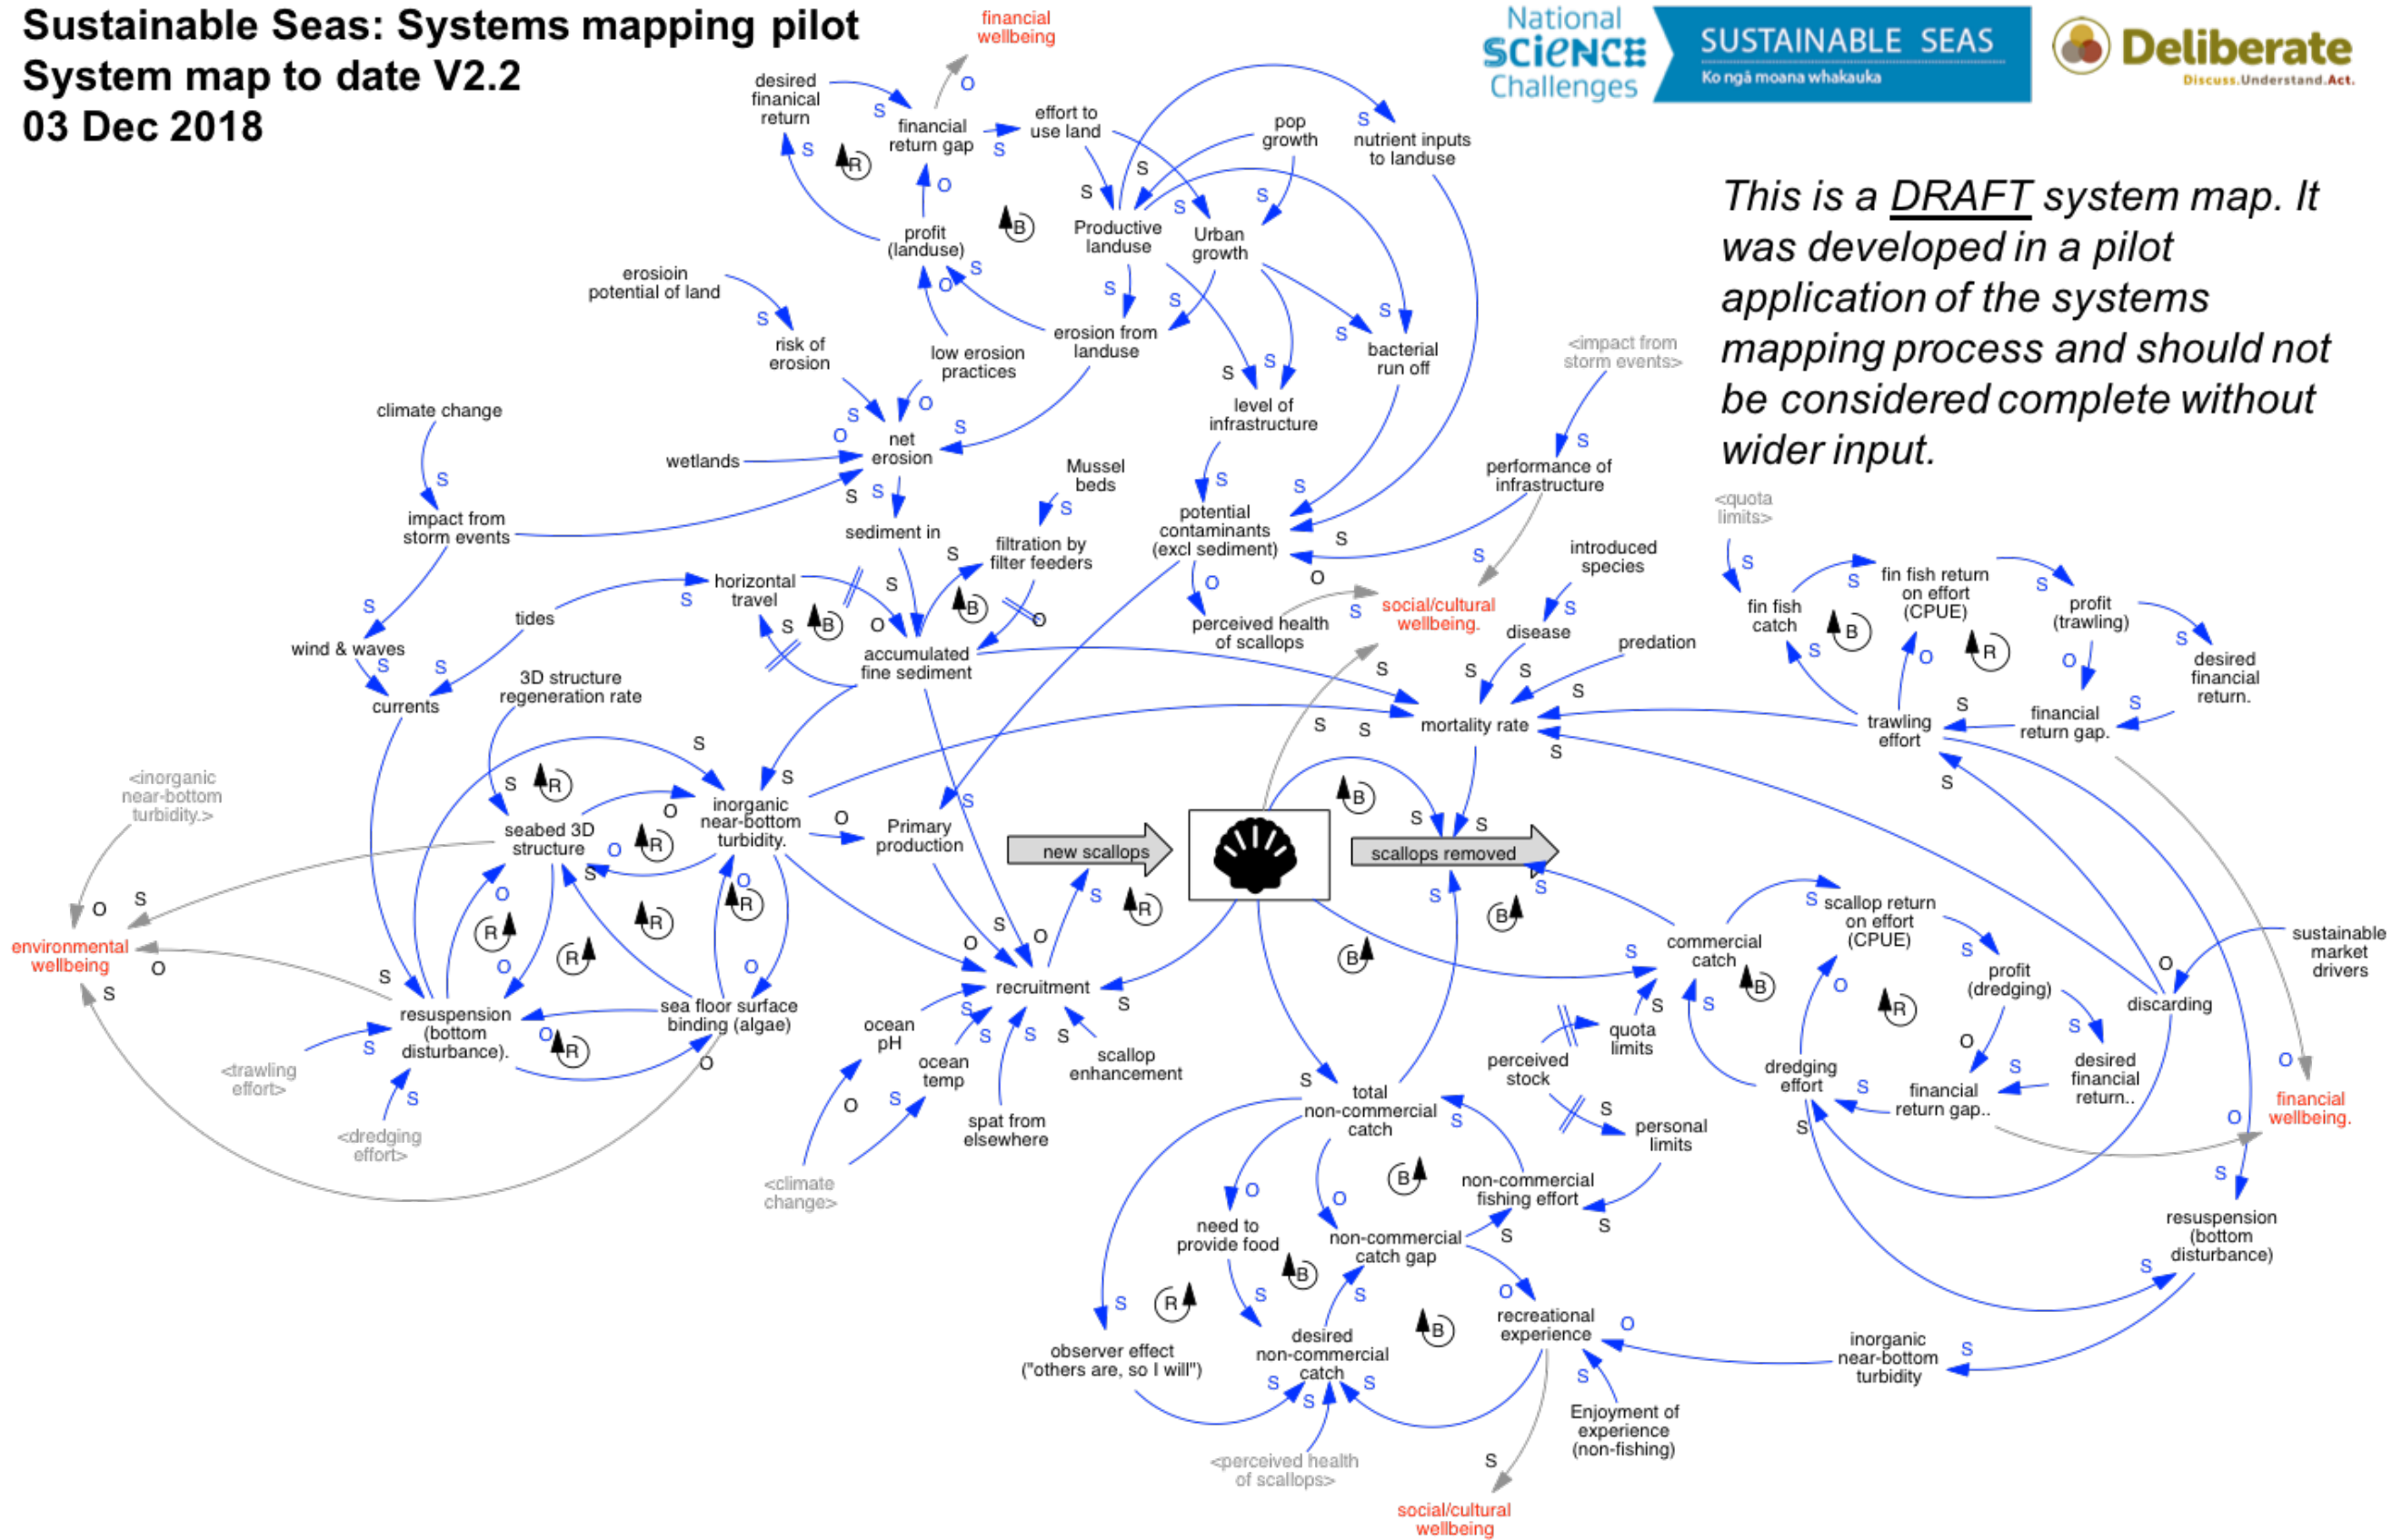 Sustainable Seas: Systems mapping pilot
System map to date V2.2
03 Dec 2018
National
SCIENCE
Challenges
SUSTAINABLE SEAS
Ko ngā moana whakauka
Deliberate
Discuss.Understand.Act.
This is a DRAFT system map. It
was developed in a pilot
application of the systems
mapping process and should not
be considered complete without
wider input.
financial
wellbeing
desired
finanical
return
financial
return gap
effort to
use land
pop
growth
nutrient inputs
to landuse
profit
(landuse)
Productive
landuse
Urban
growth
erosioin
potential of land
risk of
erosion
low erosion
practices
erosion from
landuse
bacterial
run off
<impact from
storm events>
climate change
level of
infrastructure
wetlands
net
erosion
Mussel
beds
performance of
infrastructure
impact from
storm events
sediment in
filtration by
filter feeders
potential
contaminants
(excl sediment)
<quota
limits>
introduced
species
horizontal
travel
tides
perceived health
of scallops
social/cultural
wellbeing.
disease
predation
fin fish
catch
fin fish return
on effort
(CPUE)
profit
(trawling)
desired
financial
return.
wind & waves
currents
3D structure
regeneration rate
accumulated
fine sediment
mortality rate
trawling
effort
financial
return gap.
<inorganic
near-bottom
turbidity.>
seabed 3D
structure
inorganic
near-bottom
turbidity.
Primary
production
new scallops
scallops removed
environmental
wellbeing
resuspension
(bottom
disturbance).
sea floor surface
binding (algae)
recruitment
commercial
catch
scallop return
on effort
(CPUE)
profit
(dredging)
sustainable
market
drivers
discarding
<trawling
effort>
<dredging
effort>
ocean
pH
ocean
temp
spat from
elsewhere
scallop
enhancement
<climate
change>
perceived
stock
quota
limits
personal
limits
dredging
effort
financial
return gap..
desired
financial
return..
financial
wellbeing.
total
non-commercial
catch
need to
provide food
non-commercial
catch gap
non-commercial
fishing effort
resuspension
(bottom
disturbance)
observer effect
("others are, so I will")
desired
non-commercial
catch
recreational
experience
inorganic
near-bottom
turbidity
Enjoyment of
experience
(non-fishing)
<perceived health
of scallops>
social/cultural
wellbeing